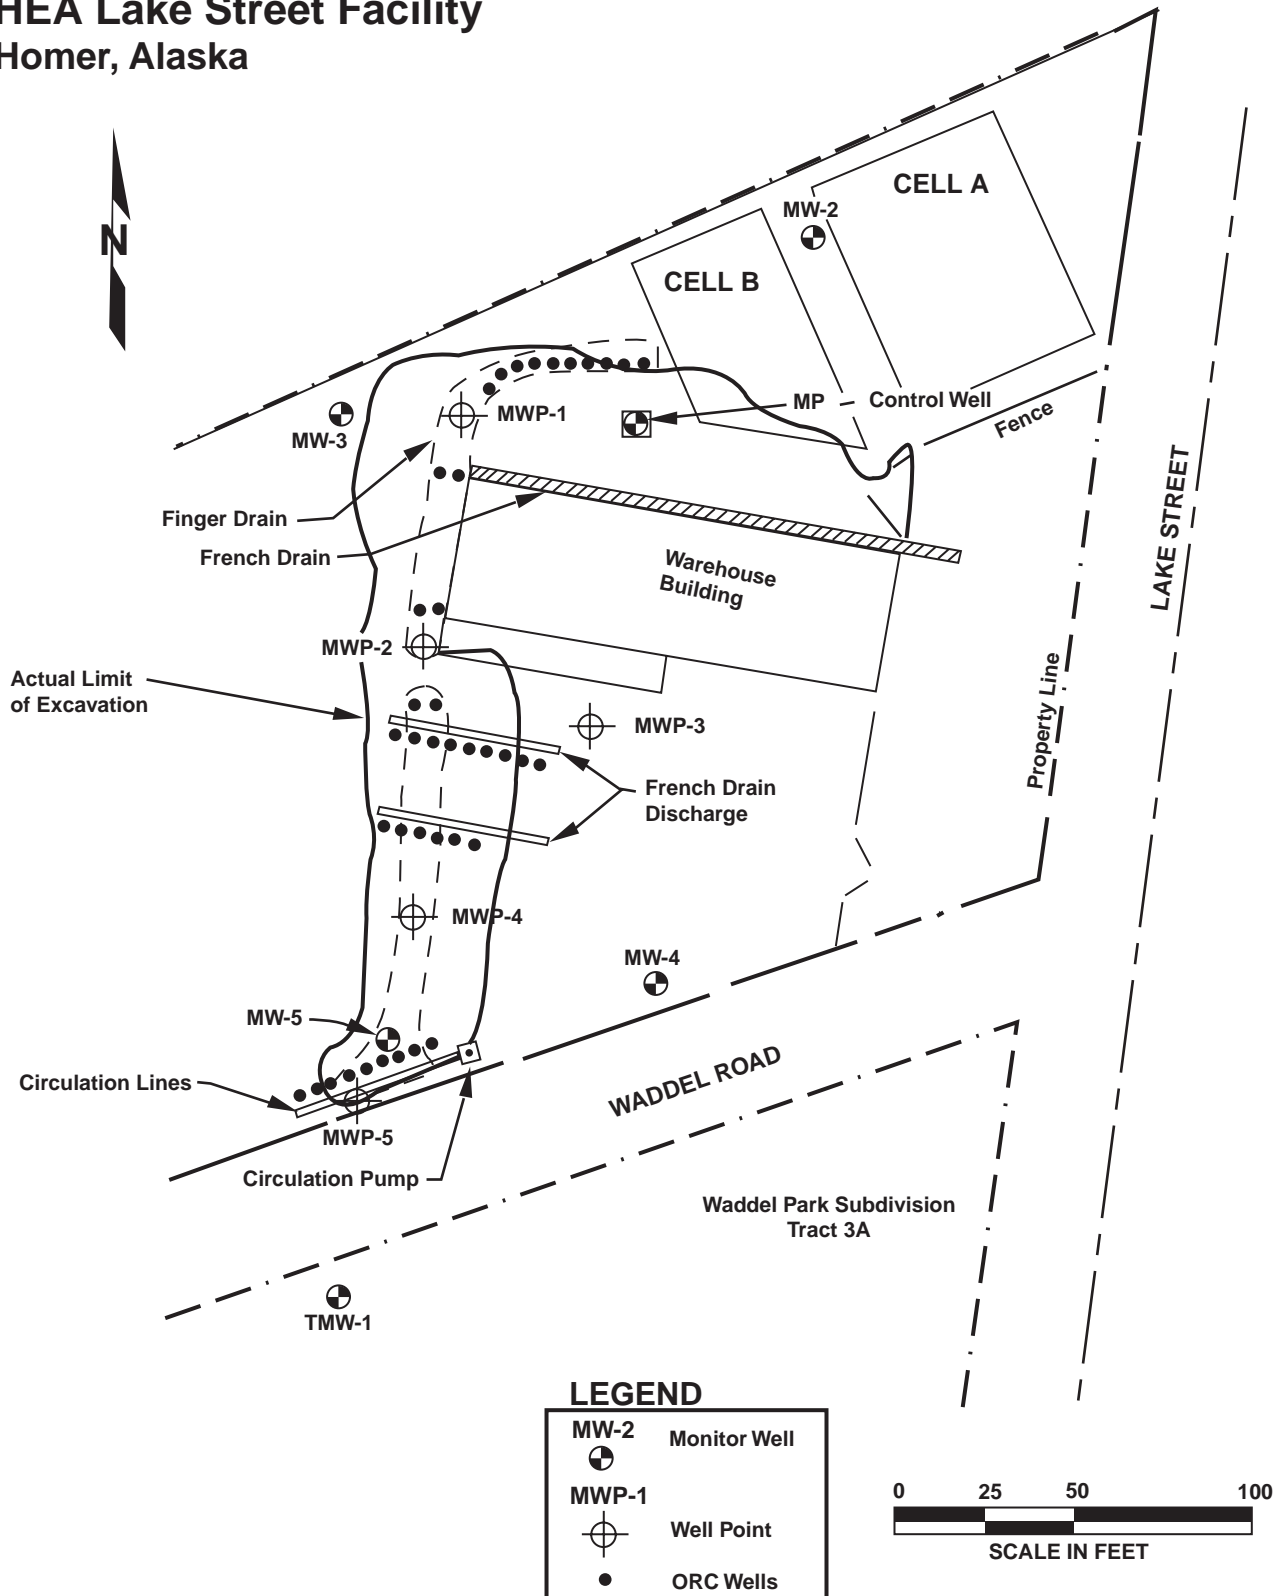 HEA Lake Street Facility
Homer, Alaska
N
CELL A
MW-2
CELL B
MWP-1
MP
Control Well
MW-3
Fence
LAKE STREET
Finger Drain
French Drain
Warehouse
Building
MWP-2
Actual Limit
of Excavation
MWP-3
Property Line
French Drain
Discharge
MWP-4
MW-4
MW-5
WADDEL ROAD
Circulation Lines
MWP-5
Circulation Pump
Waddel Park Subdivision
Tract 3A
TMW-1
LEGEND
MW-2
Monitor Well
MWP-1
Well Point
ORC Wells
0 25 50 100
SCALE IN FEET